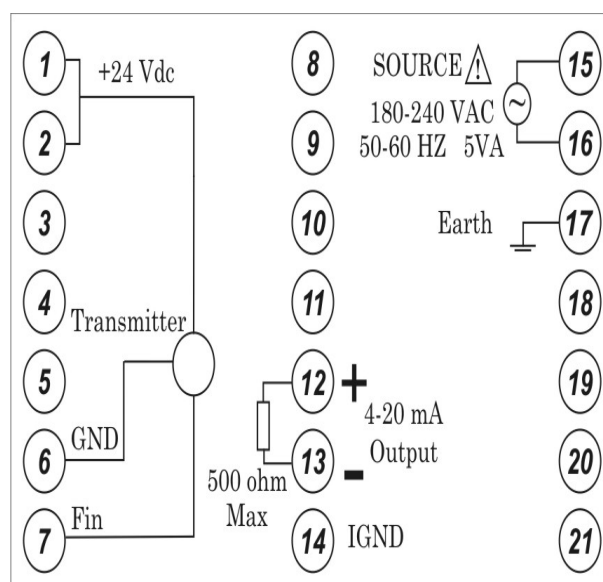 1
+24 Vdc
2
3
4
Transmitter
5
GND
6
Fin
7
8
9
10
11
12 +
4-20 mA
Output
13 -
500 ohm
Max
14 IGND
SOURCE
180-240 VAC
50-60 HZ 5VA
15
16
Earth
17
18
19
20
21